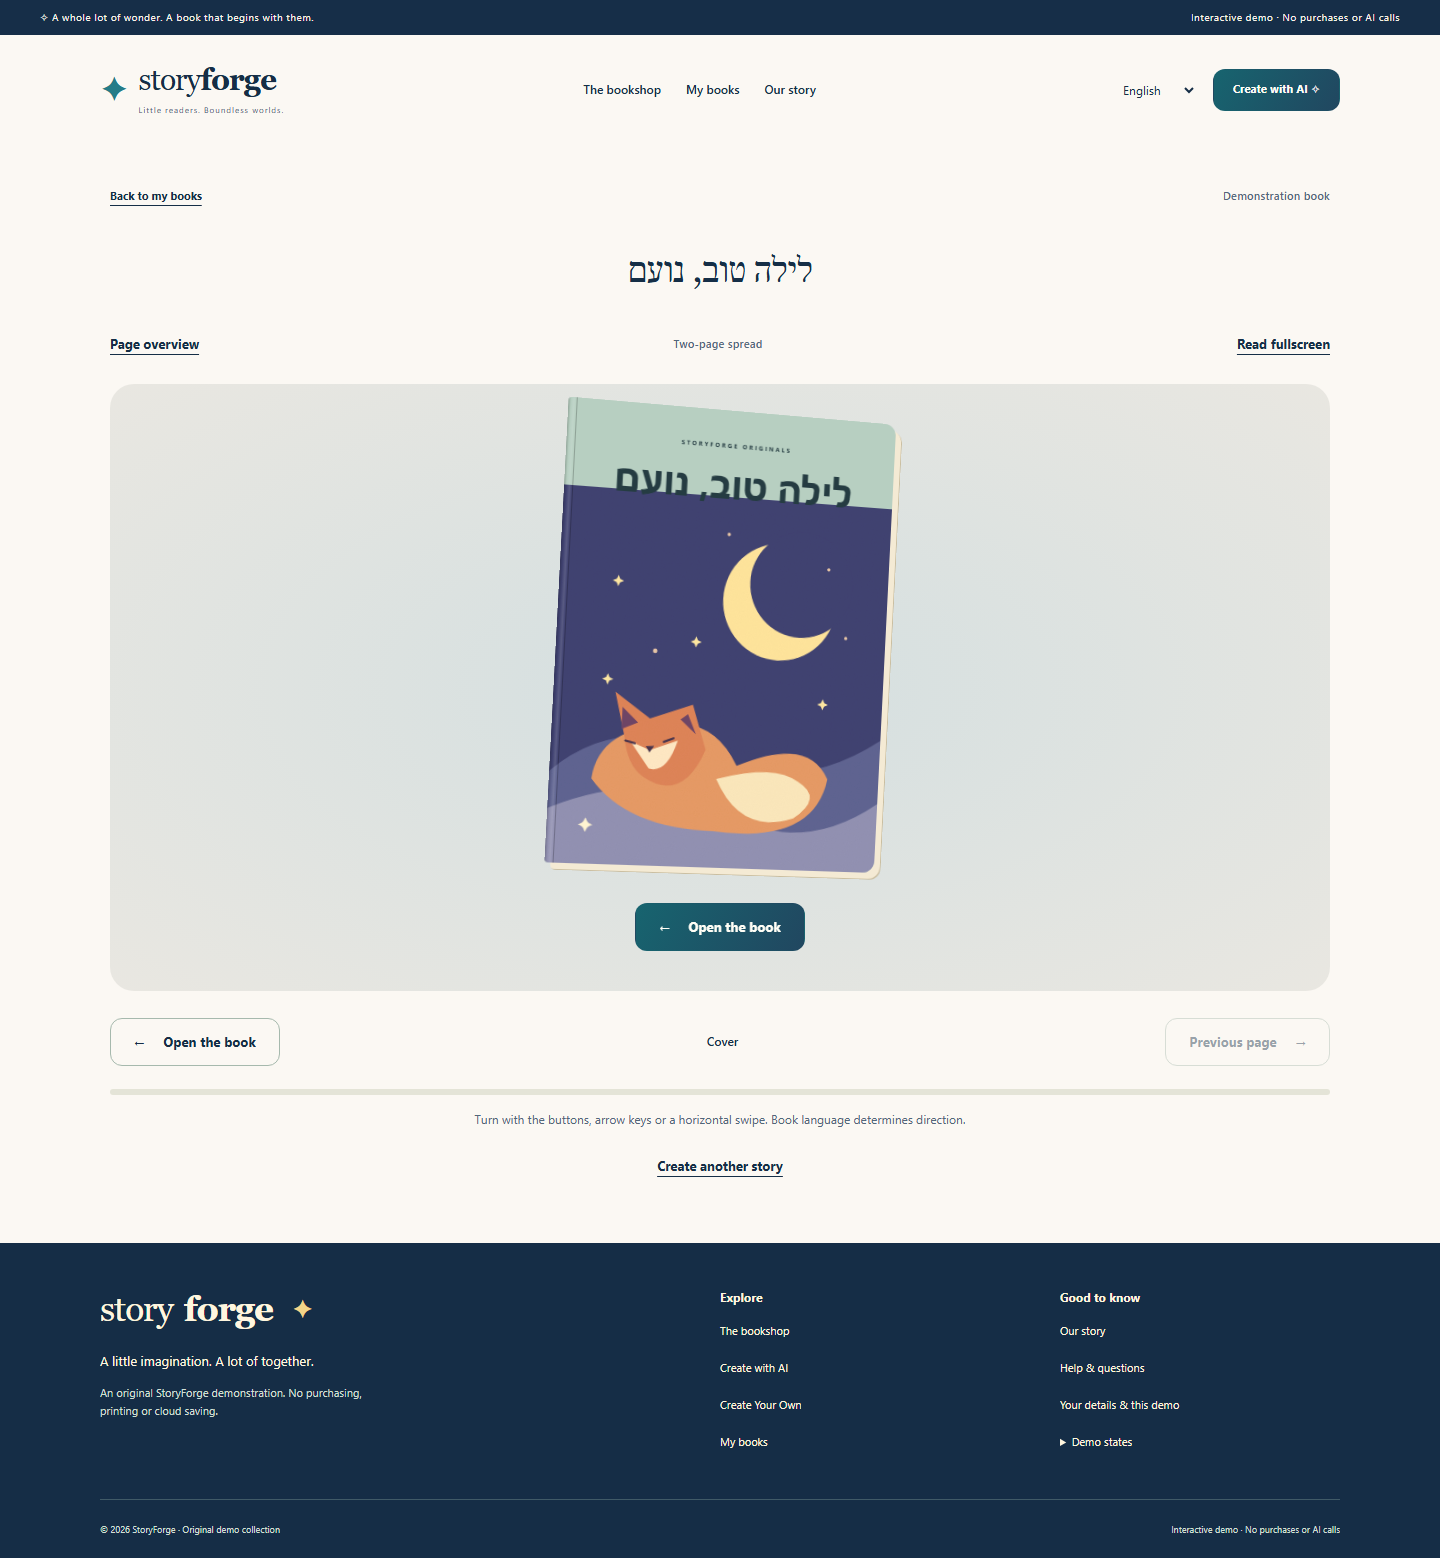 ✧ A whole lot of wonder. A book that begins with them.
Interactive demo · No purchases or AI calls
storyforge
Little readers. Boundless worlds.
The bookshop
My books
Our story
English
Create with AI ✧
Back to my books
Demonstration book
לילה טוב, נועם
Page overview
Two-page spread
Read fullscreen
STORYFORGE ORIGINALS
לילה טוב, נועם
← Open the book
← Open the book
Cover
Previous page →
Turn with the buttons, arrow keys or a horizontal swipe. Book language determines direction.
Create another story
story forge
A little imagination. A lot of together.
An original StoryForge demonstration. No purchasing,
printing or cloud saving.
Explore
The bookshop
Create with AI
Create Your Own
My books
Good to know
Our story
Help & questions
Your details & this demo
▶ Demo states
© 2026 StoryForge · Original demo collection
Interactive demo · No purchases or AI calls